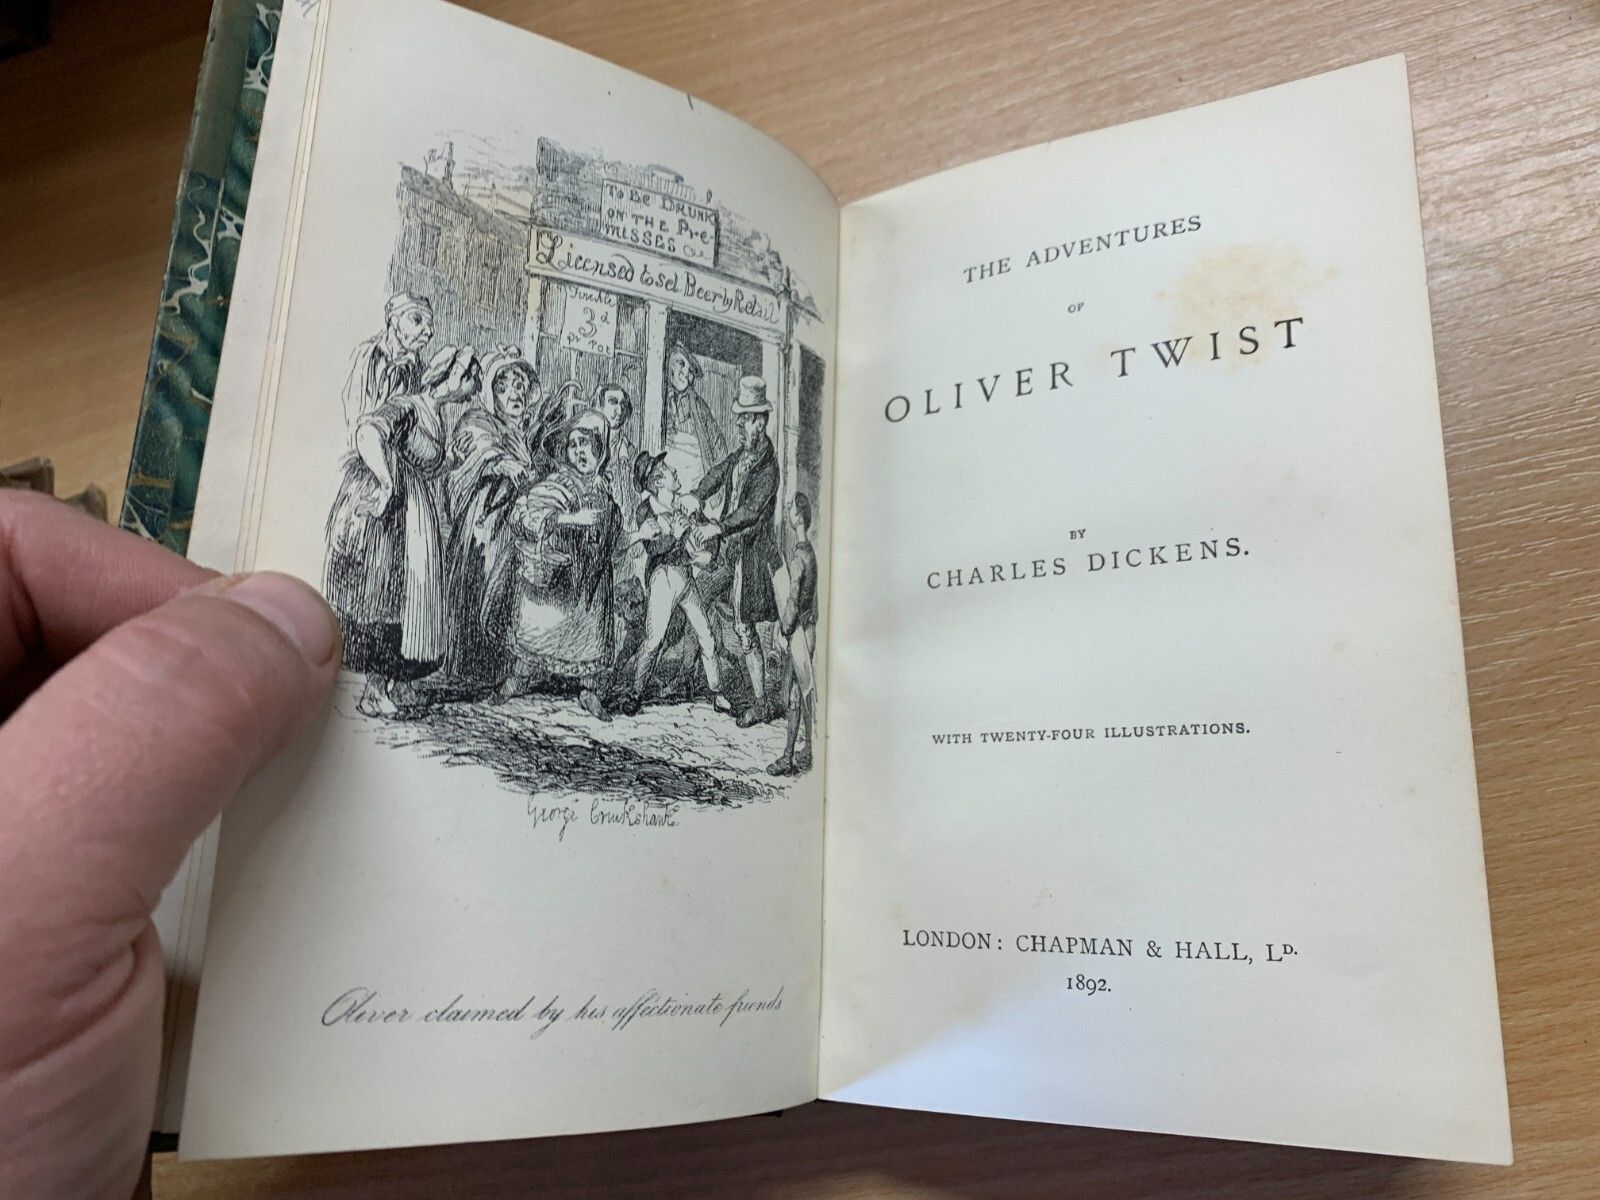 TO BE DRUNK
ON THE PRE-
MISSES
Licensed to sel Beer by Retail
3d
Pr Pot
George Cruikshank
Oliver claimed by his affectionate friends
THE ADVENTURES
OF
OLIVER TWIST
BY
CHARLES DICKENS.
WITH TWENTY-FOUR ILLUSTRATIONS.
LONDON: CHAPMAN & HALL, LD.
1892.